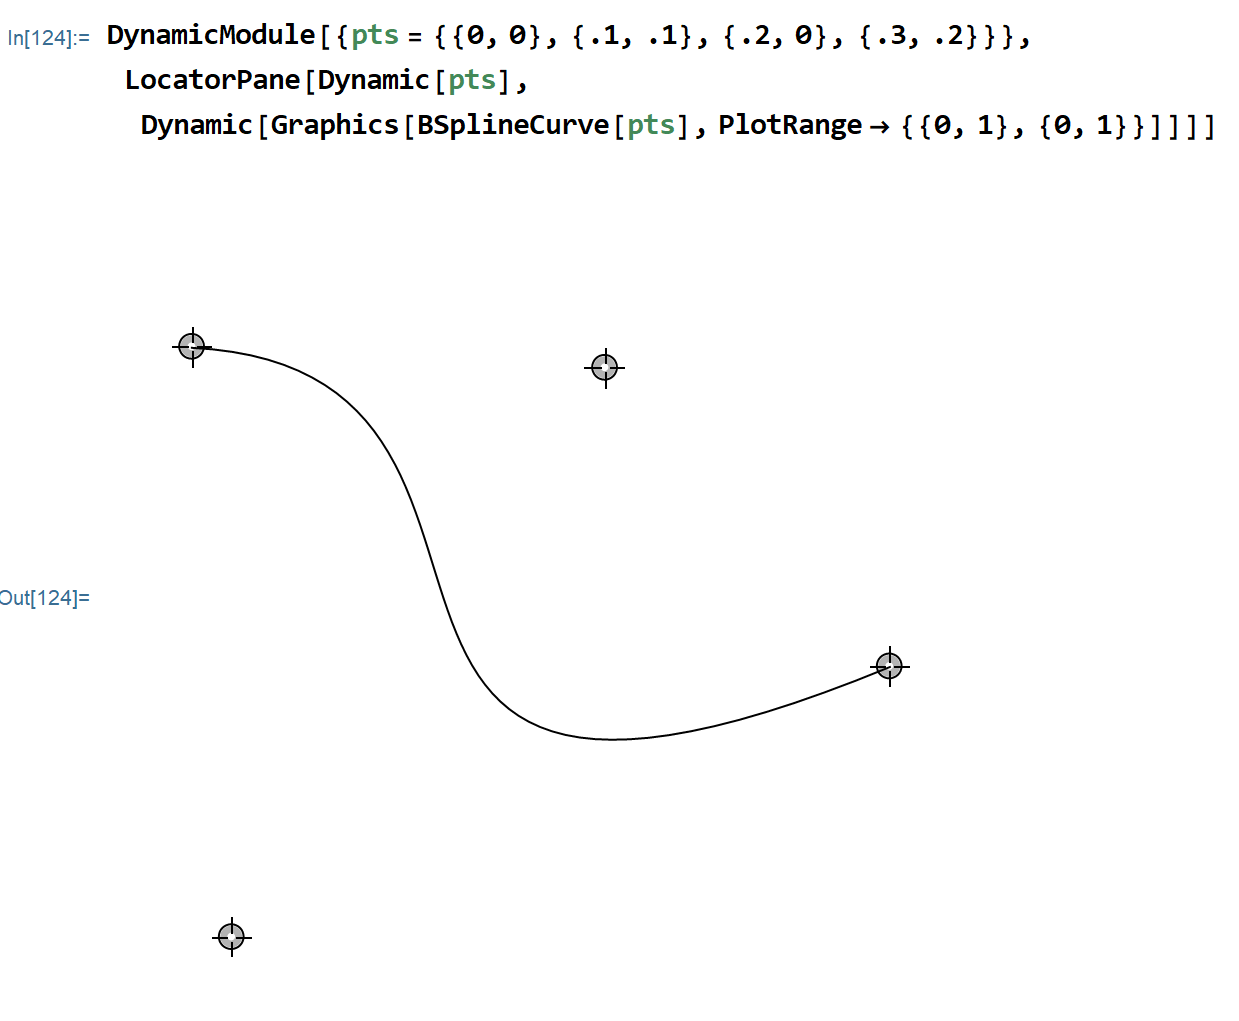 In[124]:= DynamicModule[{pts = {{0, 0}, {.1, .1}, {.2, 0}, {.3, .2}}},
LocatorPane[Dynamic[pts],
Dynamic[Graphics[BSplineCurve[pts], PlotRange → {{0, 1}, {0, 1}}]]]]
Out[124]=